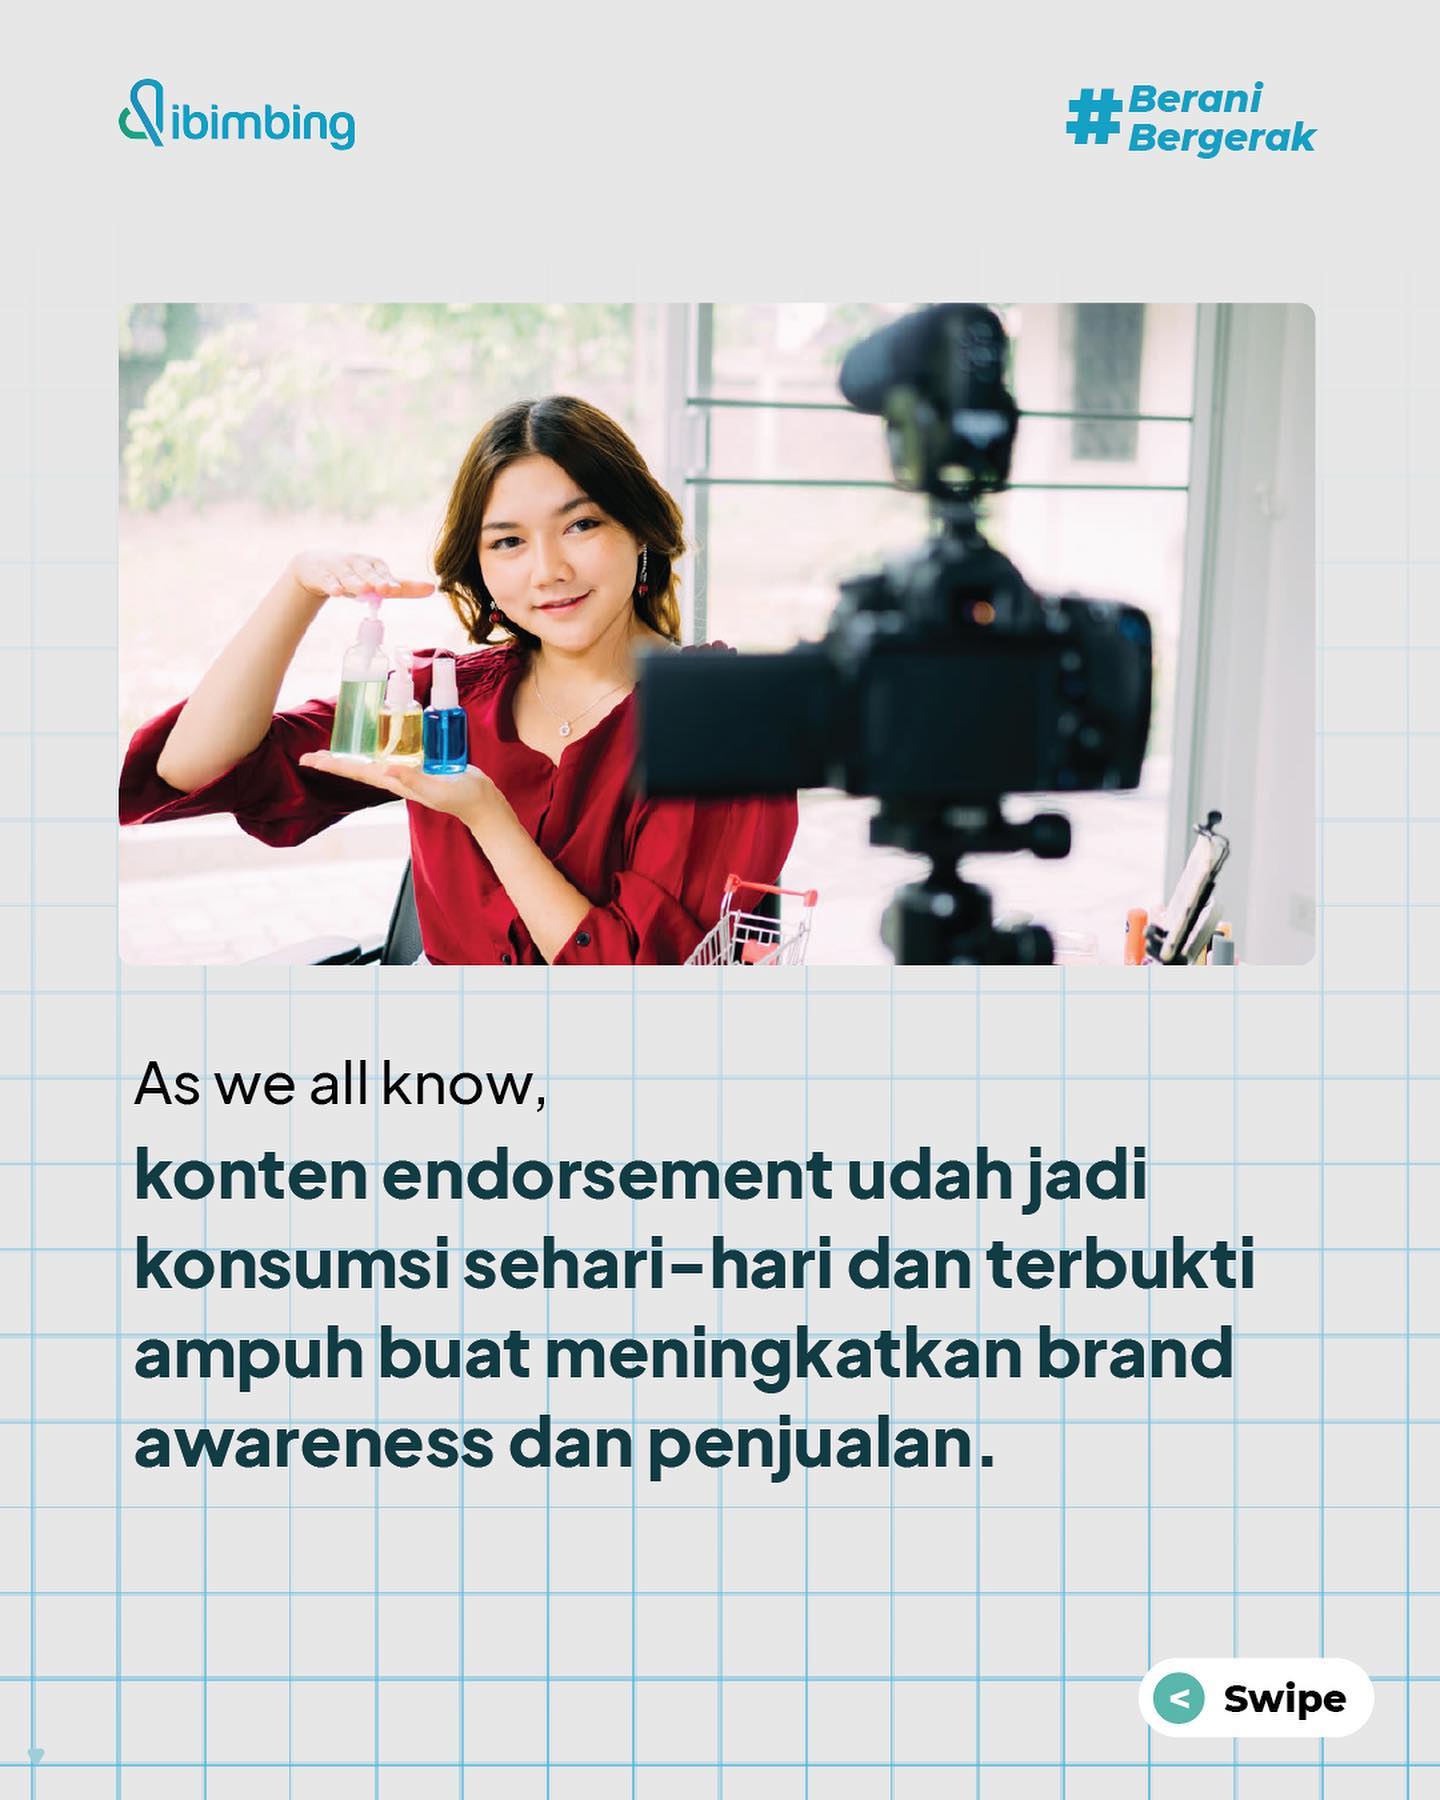 ibimbing
#Berani
Bergerak
As we all know,
konten endorsement udah jadi
konsumsi sehari-hari dan terbukti
ampuh buat meningkatkan brand
awareness dan penjualan.
< Swipe